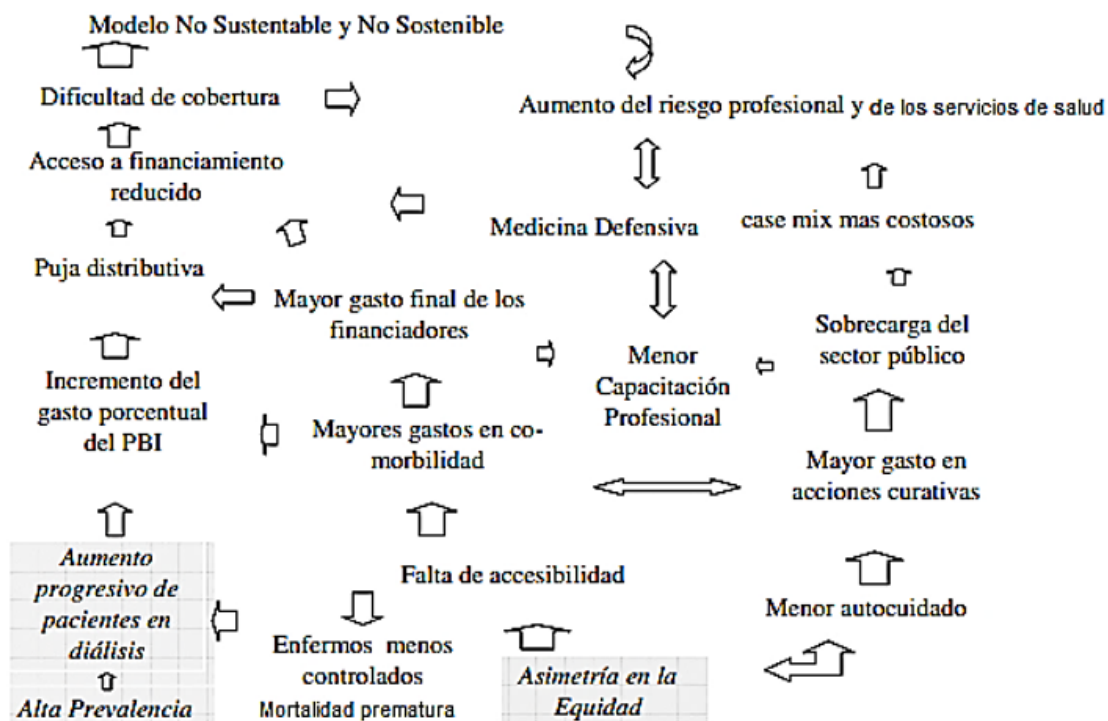 Modelo No Sustentable y No Sostenible
Dificultad de cobertura
Aumento del riesgo profesional y de los servicios de salud
Acceso a financiamiento
reducido
Medicina Defensiva
case mix mas costosos
Puja distributiva
Mayor gasto final de los
financiadores
Sobrecarga del
sector público
Incremento del
gasto porcentual
del PBI
Mayores gastos en co-
morbilidad
Menor
Capacitación
Profesional
Mayor gasto en
acciones curativas
Aumento
progresivo de
pacientes en
diálisis
Falta de accesibilidad
Menor autocuidado
Enfermos menos
controlados
Mortalidad prematura
Asimetría en la
Equidad
Alta Prevalencia